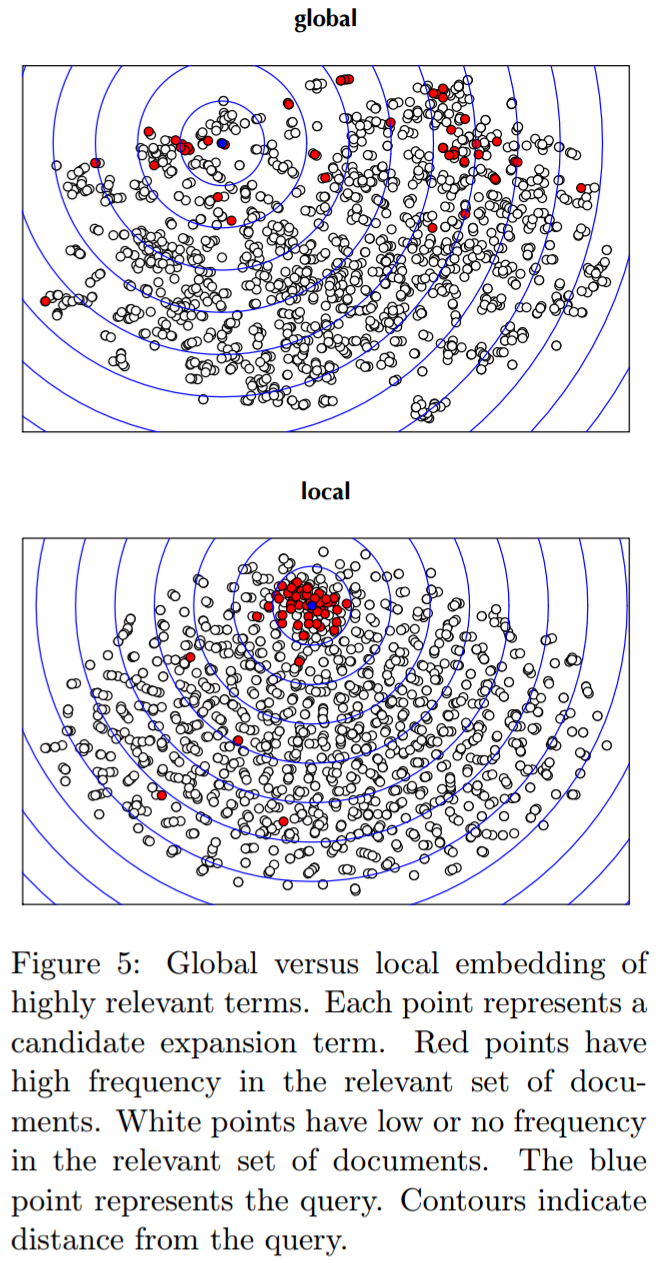 global
local
Figure 5: Global versus local embedding of
highly relevant terms. Each point represents a
candidate expansion term. Red points have
high frequency in the relevant set of docu-
ments. White points have low or no frequency
in the relevant set of documents. The blue
point represents the query. Contours indicate
distance from the query.